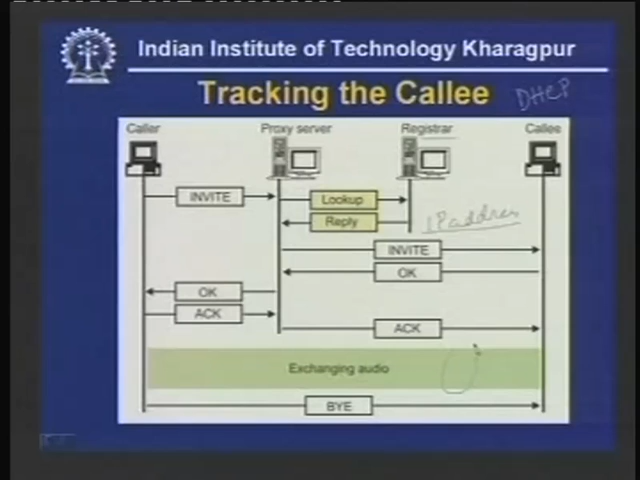 Indian Institute of Technology Kharagpur
Tracking the Callee
DHCP
Caller
Proxy server
Registrar
Callee
INVITE
Lookup
Reply
IP address
INVITE
OK
OK
ACK
ACK
Exchanging audio
BYE